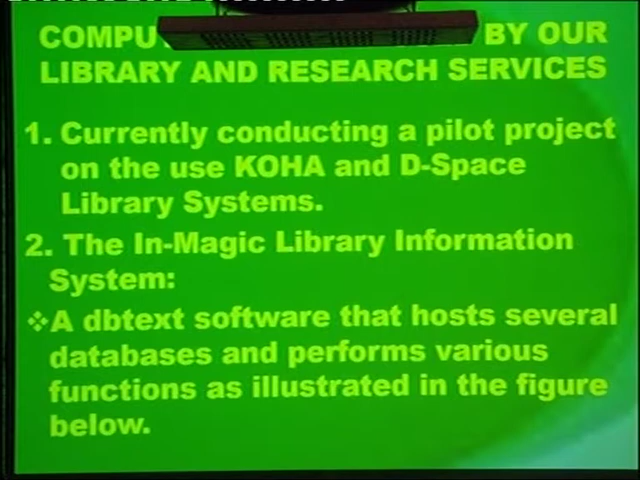 COMPU BY OUR
LIBRARY AND RESEARCH SERVICES
1. Currently conducting a pilot project
on the use KOHA and D-Space
Library Systems.
2. The In-Magic Library Information
System:
❖A dbtext software that hosts several
databases and performs various
functions as illustrated in the figure
below.